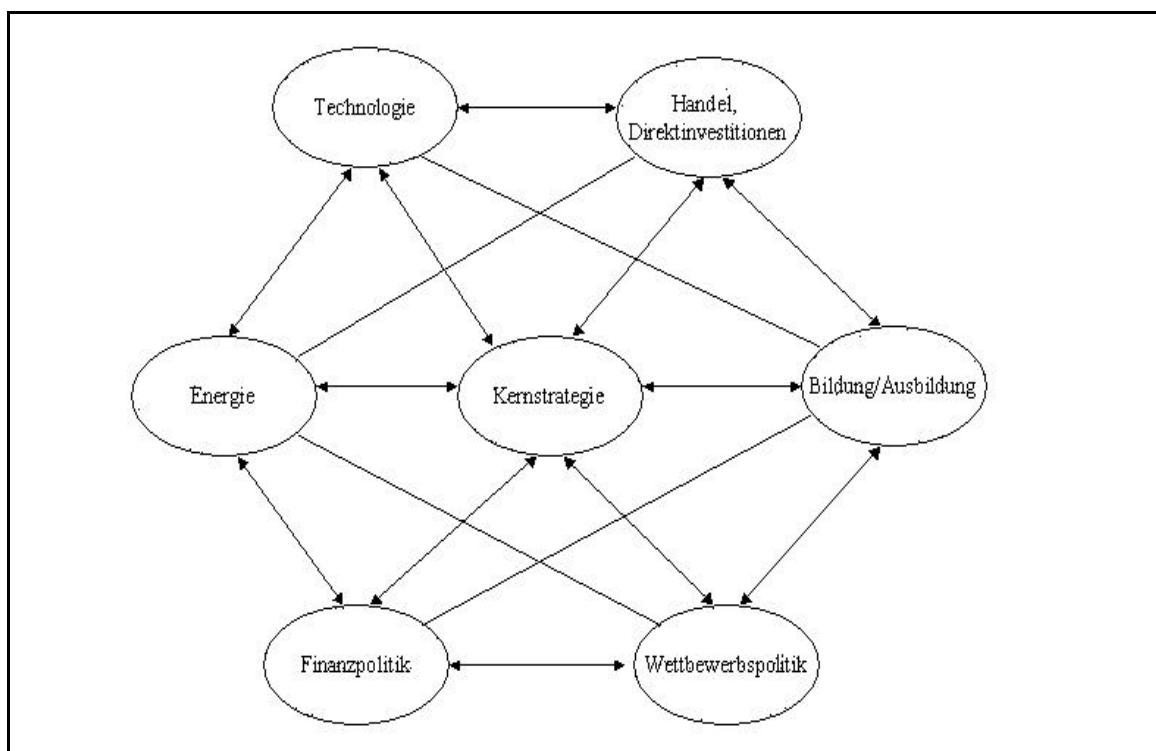 Technologie
Handel,
Direktinvestitionen
Energie
Kernstrategie
Bildung/Ausbildung
Finanzpolitik
Wettbewerbspolitik